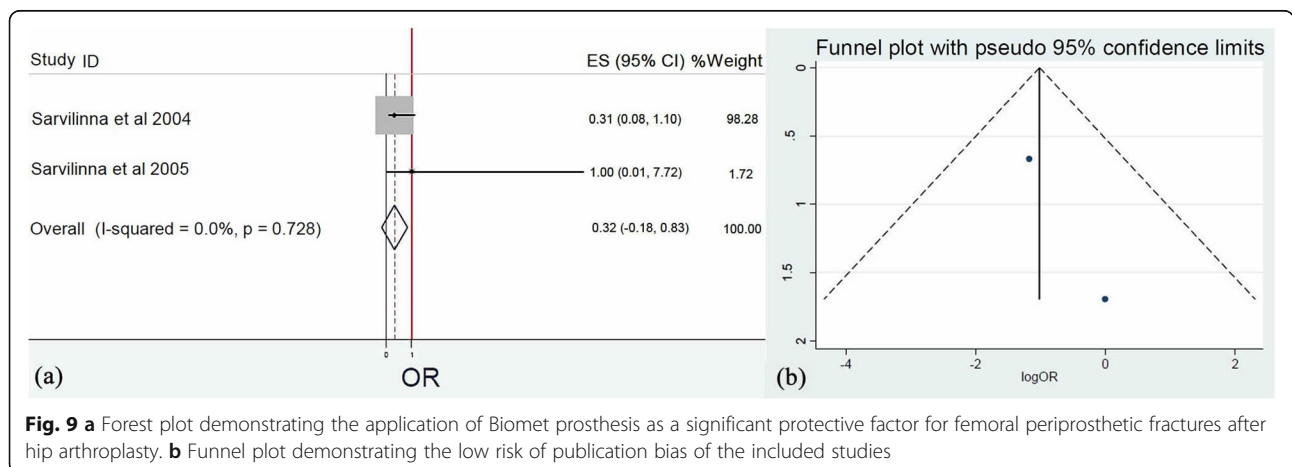 Study ID ES (95% CI) %Weight
Sarvilinna et al 2004 0.31 (0.08, 1.10) 98.28
Sarvilinna et al 2005 1.00 (0.01, 7.72) 1.72
Overall (I-squared = 0.0%, p = 0.728) 0.32 (-0.18, 0.83) 100.00
0 1
(a) OR
Funnel plot with pseudo 95% confidence limits
0
.5
1
1.5
2
-4 -2 0 2
(b) logOR
Fig. 9 a Forest plot demonstrating the application of Biomet prosthesis as a significant protective factor for femoral periprosthetic fractures after
hip arthroplasty. b Funnel plot demonstrating the low risk of publication bias of the included studies